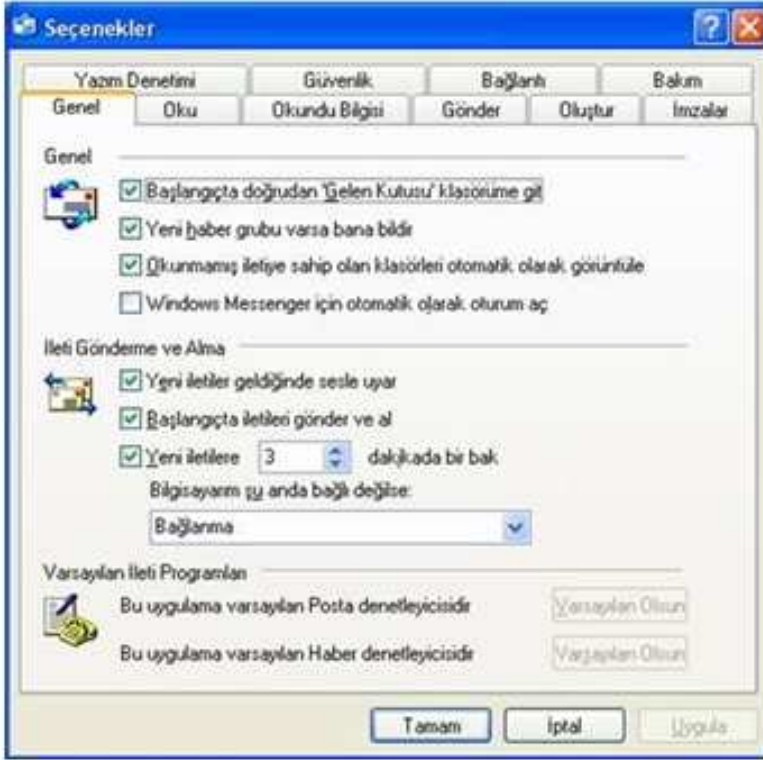 Seçenekler
Yazım Denetimi Güvenlik Bağlantı Bakım
Genel Oku Okundu Bilgisi Gönder Oluştur İmzalar
Genel
Başlangıçta doğrudan 'Gelen Kutusu' klasörüme git
Yeni haber grubu varsa bana bildir
Okunmamış iletiye sahip olan klasörleri otomatik olarak görüntüle
Windows Messenger için otomatik olarak oturum aç
İleti Gönderme ve Alma
Yeni iletiler geldiğinde sesle uyar
Başlangıçta iletileri gönder ve al
Yeni iletilere 3 dakikada bir bak
Bilgisayarım şu anda bağlı değilse:
Bağlanma
Varsayılan İleti Programları
Bu uygulama varsayılan Posta denetleyicisidir Varsayılan Olsun
Bu uygulama varsayılan Haber denetleyicisidir Varsayılan Olsun
Tamam İptal Uygula